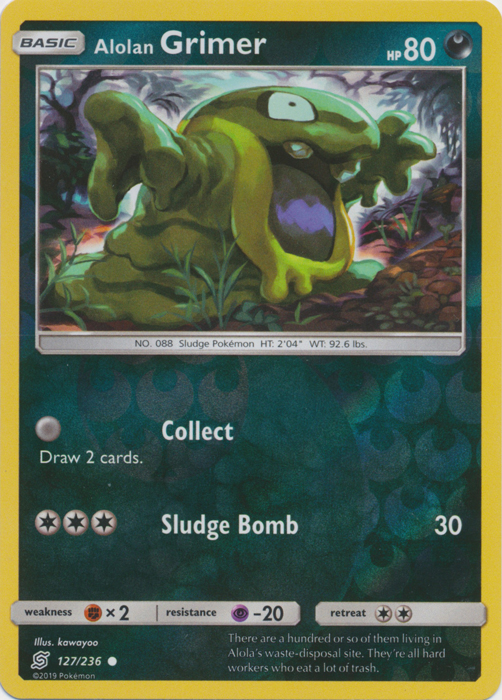 BASIC Alolan Grimer HP 80
NO. 088 Sludge Pokémon HT: 2'04" WT: 92.6 lbs.
Collect
Draw 2 cards.
Sludge Bomb 30
weakness ×2 resistance -20 retreat
Illus. kawayoo
127/236
©2019 Pokémon
There are a hundred or so of them living in
Alola's waste-disposal site. They're all hard
workers who eat a lot of trash.